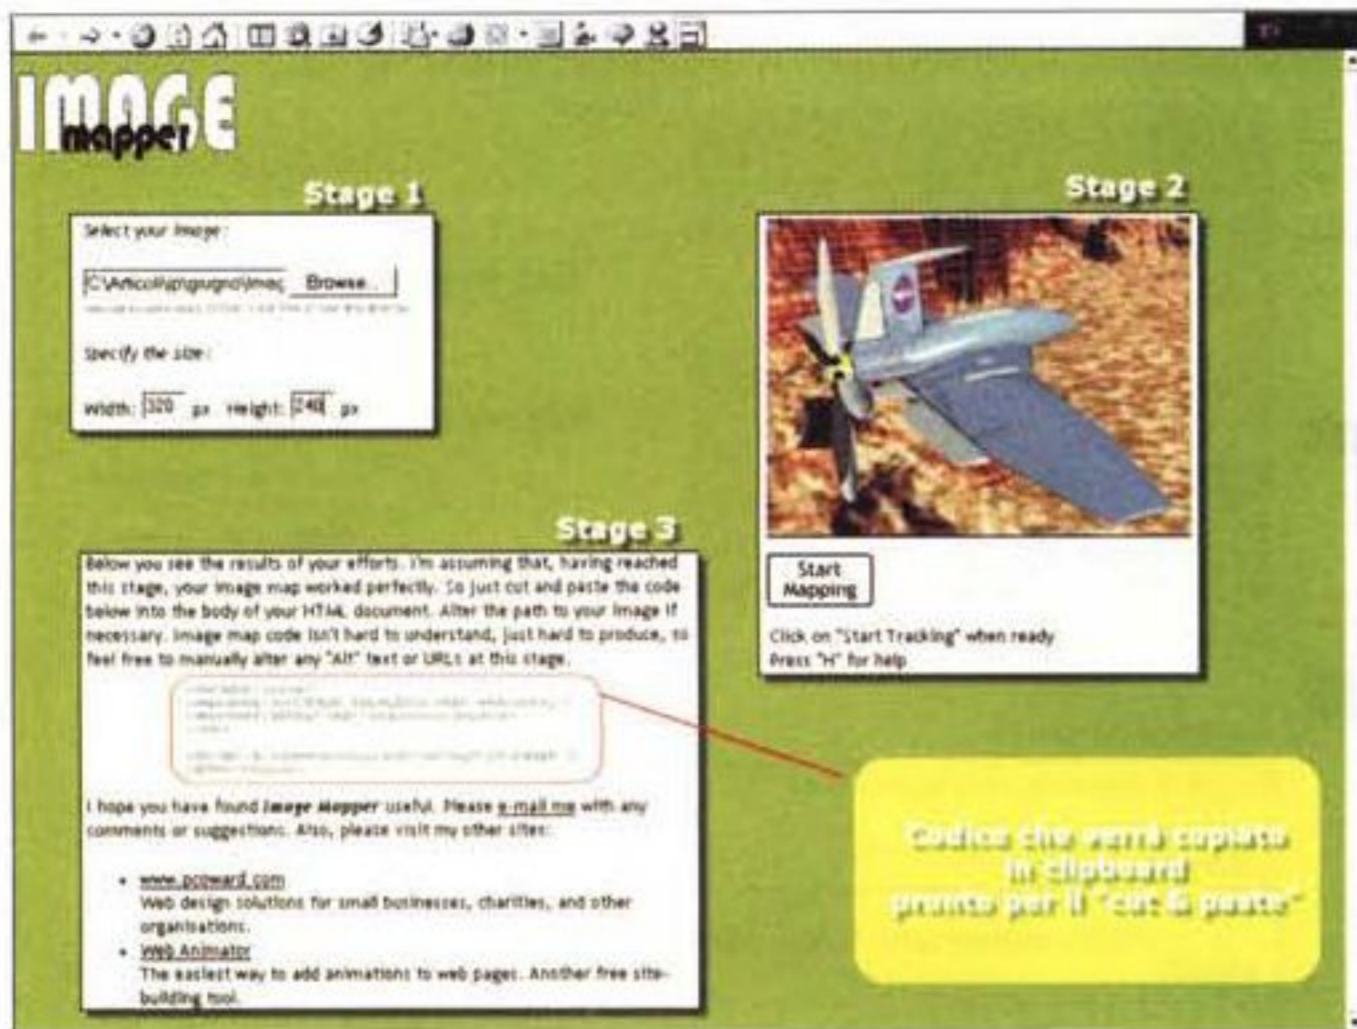 IMAGE
mapper
Stage 1
Select your image:
C:\Articoli\ip\giugno\Imag Browse...
Specify the size:
Width: 320 px Height: 240 px
Stage 2
Start
Mapping
Click on "Start Tracking" when ready
Press "H" for help
Stage 3
Below you see the results of your efforts. I'm assuming that, having reached
this stage, your image map worked perfectly. So just cut and paste the code
below into the body of your HTML document. Alter the path to your image if
necessary. Image map code isn't hard to understand, just hard to produce, so
feel free to manually alter any "Alt" text or URLs at this stage.
I hope you have found Image Mapper useful. Please e-mail me with any
comments or suggestions. Also, please visit my other sites:
• www.pcoward.com
Web design solutions for small businesses, charities, and other
organisations.
• Web Animator
The easiest way to add animations to web pages. Another free site-
building tool.
Codice che verrà copiato
in clipboard
pronto per il "cut & paste"